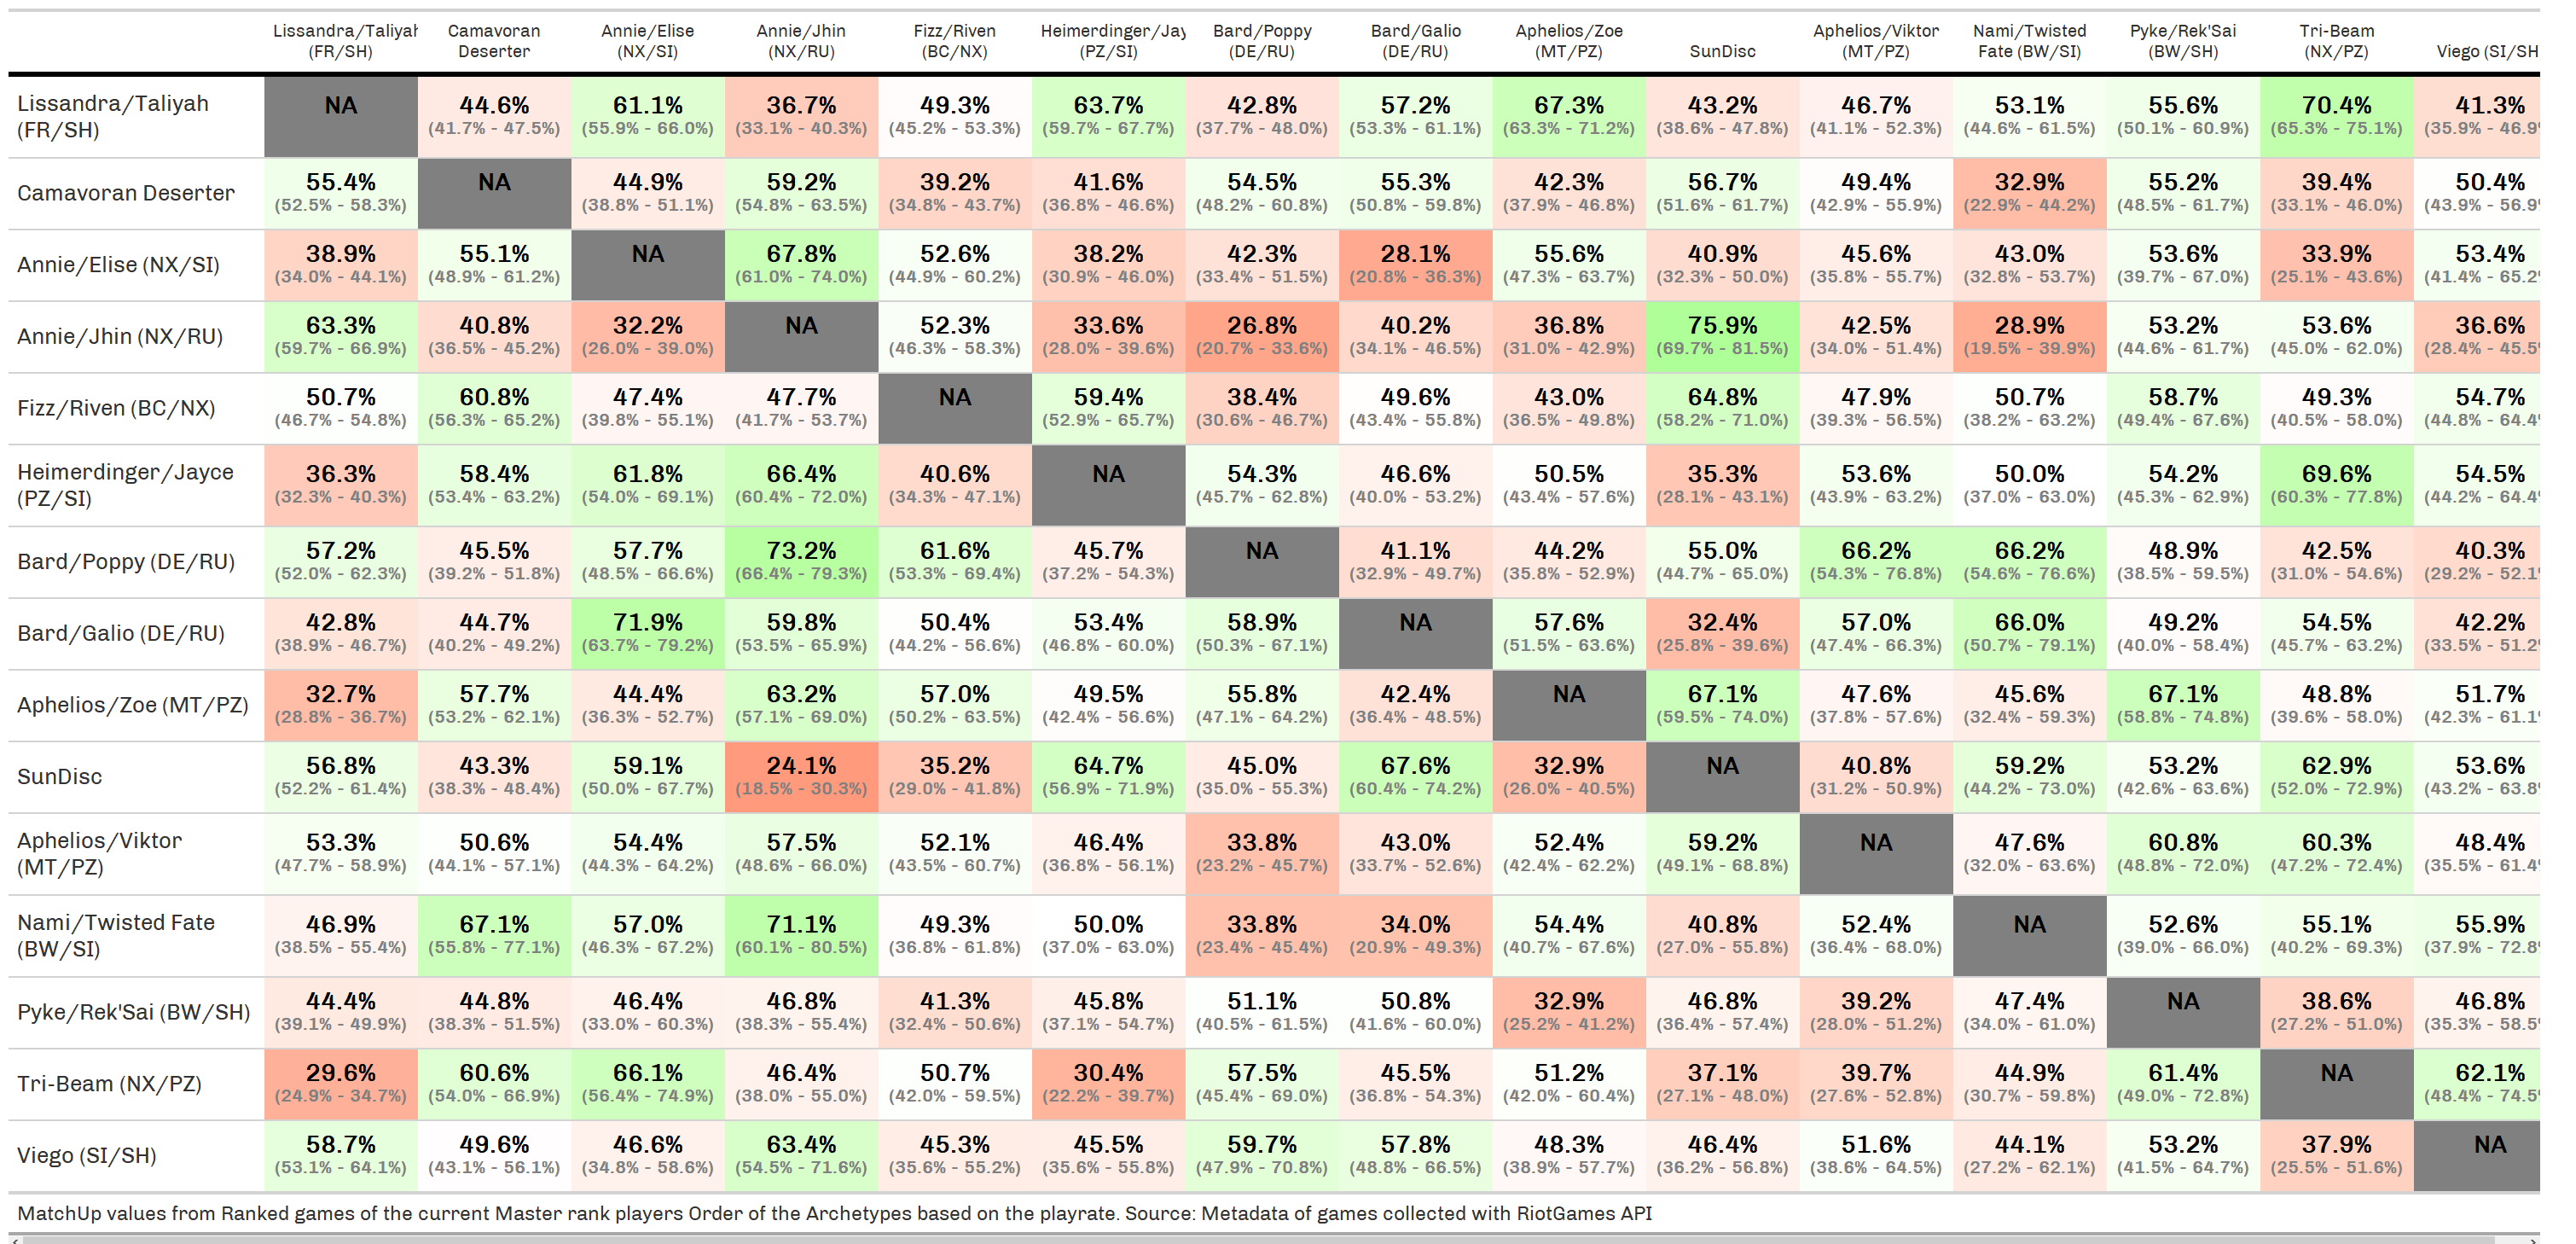 Lissandra/Taliyah Camavoran Annie/Elise Annie/Jhin Fizz/Riven Heimerdinger/Jay Bard/Poppy Bard/Galio Aphelios/Zoe Aphelios/Viktor Nami/Twisted Pyke/Rek'Sai Tri-Beam
(FR/SH) Deserter (NX/SI) (NX/RU) (BC/NX) (PZ/SI) (DE/RU) (DE/RU) (MT/PZ) SunDisc (MT/PZ) Fate (BW/SI) (BW/SH) (NX/PZ) Viego (SI/SH
Lissandra/Taliyah NA 44.6% 61.1% 36.7% 49.3% 63.7% 42.8% 57.2% 67.3% 43.2% 46.7% 53.1% 55.6% 70.4% 41.3%
(FR/SH) (41.7% - 47.5%) (55.9% - 66.0%) (33.1% - 40.3%) (45.2% - 53.3%) (59.7% - 67.7%) (37.7% - 48.0%) (53.3% - 61.1%) (63.3% - 71.2%) (38.6% - 47.8%) (41.1% - 52.3%) (44.6% - 61.5%) (50.1% - 60.9%) (65.3% - 75.1%) (35.9% - 46.9%
Camavoran Deserter 55.4% NA 44.9% 59.2% 39.2% 41.6% 54.5% 55.3% 42.3% 56.7% 49.4% 32.9% 55.2% 39.4% 50.4%
(52.5% - 58.3%) (38.8% - 51.1%) (54.8% - 63.5%) (34.8% - 43.7%) (36.8% - 46.6%) (48.2% - 60.8%) (50.8% - 59.8%) (37.9% - 46.8%) (51.6% - 61.7%) (42.9% - 55.9%) (22.9% - 44.2%) (48.5% - 61.7%) (33.1% - 46.0%) (43.9% - 56.9%
Annie/Elise (NX/SI) 38.9% 55.1% NA 67.8% 52.6% 38.2% 42.3% 28.1% 55.6% 40.9% 45.6% 43.0% 53.6% 33.9% 53.4%
(34.0% - 44.1%) (48.9% - 61.2%) (61.0% - 74.0%) (44.9% - 60.2%) (30.9% - 46.0%) (33.4% - 51.5%) (20.8% - 36.3%) (47.3% - 63.7%) (32.3% - 50.0%) (35.8% - 55.7%) (32.8% - 53.7%) (39.7% - 67.0%) (25.1% - 43.6%) (41.4% - 65.2%
Annie/Jhin (NX/RU) 63.3% 40.8% 32.2% NA 52.3% 33.6% 26.8% 40.2% 36.8% 75.9% 42.5% 28.9% 53.2% 53.6% 36.6%
(59.7% - 66.9%) (36.5% - 45.2%) (26.0% - 39.0%) (46.3% - 58.3%) (28.0% - 39.6%) (20.7% - 33.6%) (34.1% - 46.5%) (31.0% - 42.9%) (69.7% - 81.5%) (34.0% - 51.4%) (19.5% - 39.9%) (44.6% - 61.7%) (45.0% - 62.0%) (28.4% - 45.5%
Fizz/Riven (BC/NX) 50.7% 60.8% 47.4% 47.7% NA 59.4% 38.4% 49.6% 43.0% 64.8% 47.9% 50.7% 58.7% 49.3% 54.7%
(46.7% - 54.8%) (56.3% - 65.2%) (39.8% - 55.1%) (41.7% - 53.7%) (52.9% - 65.7%) (30.6% - 46.7%) (43.4% - 55.8%) (36.5% - 49.8%) (58.2% - 71.0%) (39.3% - 56.5%) (38.2% - 63.2%) (49.4% - 67.6%) (40.5% - 58.0%) (44.8% - 64.4%
Heimerdinger/Jayce 36.3% 58.4% 61.8% 66.4% 40.6% NA 54.3% 46.6% 50.5% 35.3% 53.6% 50.0% 54.2% 69.6% 54.5%
(PZ/SI) (32.3% - 40.3%) (53.4% - 63.2%) (54.0% - 69.1%) (60.4% - 72.0%) (34.3% - 47.1%) (45.7% - 62.8%) (40.0% - 53.2%) (43.4% - 57.6%) (28.1% - 43.1%) (43.9% - 63.2%) (37.0% - 63.0%) (45.3% - 62.9%) (60.3% - 77.8%) (44.2% - 64.4%
Bard/Poppy (DE/RU) 57.2% 45.5% 57.7% 73.2% 61.6% 45.7% NA 41.1% 44.2% 55.0% 66.2% 66.2% 48.9% 42.5% 40.3%
(52.0% - 62.3%) (39.2% - 51.8%) (48.5% - 66.6%) (66.4% - 79.3%) (53.3% - 69.4%) (37.2% - 54.3%) (32.9% - 49.7%) (35.8% - 52.9%) (44.7% - 65.0%) (54.3% - 76.8%) (54.6% - 76.6%) (38.5% - 59.5%) (31.0% - 54.6%) (29.2% - 52.1%
Bard/Galio (DE/RU) 42.8% 44.7% 71.9% 59.8% 50.4% 53.4% 58.9% NA 57.6% 32.4% 57.0% 66.0% 49.2% 54.5% 42.2%
(38.9% - 46.7%) (40.2% - 49.2%) (63.7% - 79.2%) (53.5% - 65.9%) (44.2% - 56.6%) (46.8% - 60.0%) (50.3% - 67.1%) (51.5% - 63.6%) (25.8% - 39.6%) (47.4% - 66.3%) (50.7% - 79.1%) (40.0% - 58.4%) (45.7% - 63.2%) (33.5% - 51.2%
Aphelios/Zoe (MT/PZ) 32.7% 57.7% 44.4% 63.2% 57.0% 49.5% 55.8% 42.4% NA 67.1% 47.6% 45.6% 67.1% 48.8% 51.7%
(28.8% - 36.7%) (53.2% - 62.1%) (36.3% - 52.7%) (57.1% - 69.0%) (50.2% - 63.5%) (42.4% - 56.6%) (47.1% - 64.2%) (36.4% - 48.5%) (59.5% - 74.0%) (37.8% - 57.6%) (32.4% - 59.3%) (58.8% - 74.8%) (39.6% - 58.0%) (42.3% - 61.1%
SunDisc 56.8% 43.3% 59.1% 24.1% 35.2% 64.7% 45.0% 67.6% 32.9% NA 40.8% 59.2% 53.2% 62.9% 53.6%
(52.2% - 61.4%) (38.3% - 48.4%) (50.0% - 67.7%) (18.5% - 30.3%) (29.0% - 41.8%) (56.9% - 71.9%) (35.0% - 55.3%) (60.4% - 74.2%) (26.0% - 40.5%) (31.2% - 50.9%) (44.2% - 73.0%) (42.6% - 63.6%) (52.0% - 72.9%) (43.2% - 63.8%
Aphelios/Viktor 53.3% 50.6% 54.4% 57.5% 52.1% 46.4% 33.8% 43.0% 52.4% 59.2% NA 47.6% 60.8% 60.3% 48.4%
(MT/PZ) (47.7% - 58.9%) (44.1% - 57.1%) (44.3% - 64.2%) (48.6% - 66.0%) (43.5% - 60.7%) (36.8% - 56.1%) (23.2% - 45.7%) (33.7% - 52.6%) (42.4% - 62.2%) (49.1% - 68.8%) (32.0% - 63.6%) (48.8% - 72.0%) (47.2% - 72.4%) (35.5% - 61.4%
Nami/Twisted Fate 46.9% 67.1% 57.0% 71.1% 49.3% 50.0% 33.8% 34.0% 54.4% 40.8% 52.4% NA 52.6% 55.1% 55.9%
(BW/SI) (38.5% - 55.4%) (55.8% - 77.1%) (46.3% - 67.2%) (60.1% - 80.5%) (36.8% - 61.8%) (37.0% - 63.0%) (23.4% - 45.4%) (20.9% - 49.3%) (40.7% - 67.6%) (27.0% - 55.8%) (36.4% - 68.0%) (39.0% - 66.0%) (40.2% - 69.3%) (37.9% - 72.8%
Pyke/Rek'Sai (BW/SH) 44.4% 44.8% 46.4% 46.8% 41.3% 45.8% 51.1% 50.8% 32.9% 46.8% 39.2% 47.4% NA 38.6% 46.8%
(39.1% - 49.9%) (38.3% - 51.5%) (33.0% - 60.3%) (38.3% - 55.4%) (32.4% - 50.6%) (37.1% - 54.7%) (40.5% - 61.5%) (41.6% - 60.0%) (25.2% - 41.2%) (36.4% - 57.4%) (28.0% - 51.2%) (34.0% - 61.0%) (27.2% - 51.0%) (35.3% - 58.5%
Tri-Beam (NX/PZ) 29.6% 60.6% 66.1% 46.4% 50.7% 30.4% 57.5% 45.5% 51.2% 37.1% 39.7% 44.9% 61.4% NA 62.1%
(24.9% - 34.7%) (54.0% - 66.9%) (56.4% - 74.9%) (38.0% - 55.0%) (42.0% - 59.5%) (22.2% - 39.7%) (45.4% - 69.0%) (36.8% - 54.3%) (42.0% - 60.4%) (27.1% - 48.0%) (27.6% - 52.8%) (30.7% - 59.8%) (49.0% - 72.8%) (48.4% - 74.5%
Viego (SI/SH) 58.7% 49.6% 46.6% 63.4% 45.3% 45.5% 59.7% 57.8% 48.3% 46.4% 51.6% 44.1% 53.2% 37.9% NA
(53.1% - 64.1%) (43.1% - 56.1%) (34.8% - 58.6%) (54.5% - 71.6%) (35.6% - 55.2%) (35.6% - 55.8%) (47.9% - 70.8%) (48.8% - 66.5%) (38.9% - 57.7%) (36.2% - 56.8%) (38.6% - 64.5%) (27.2% - 62.1%) (41.5% - 64.7%) (25.5% - 51.6%)
MatchUp values from Ranked games of the current Master rank players Order of the Archetypes based on the playrate. Source: Metadata of games collected with RiotGames API